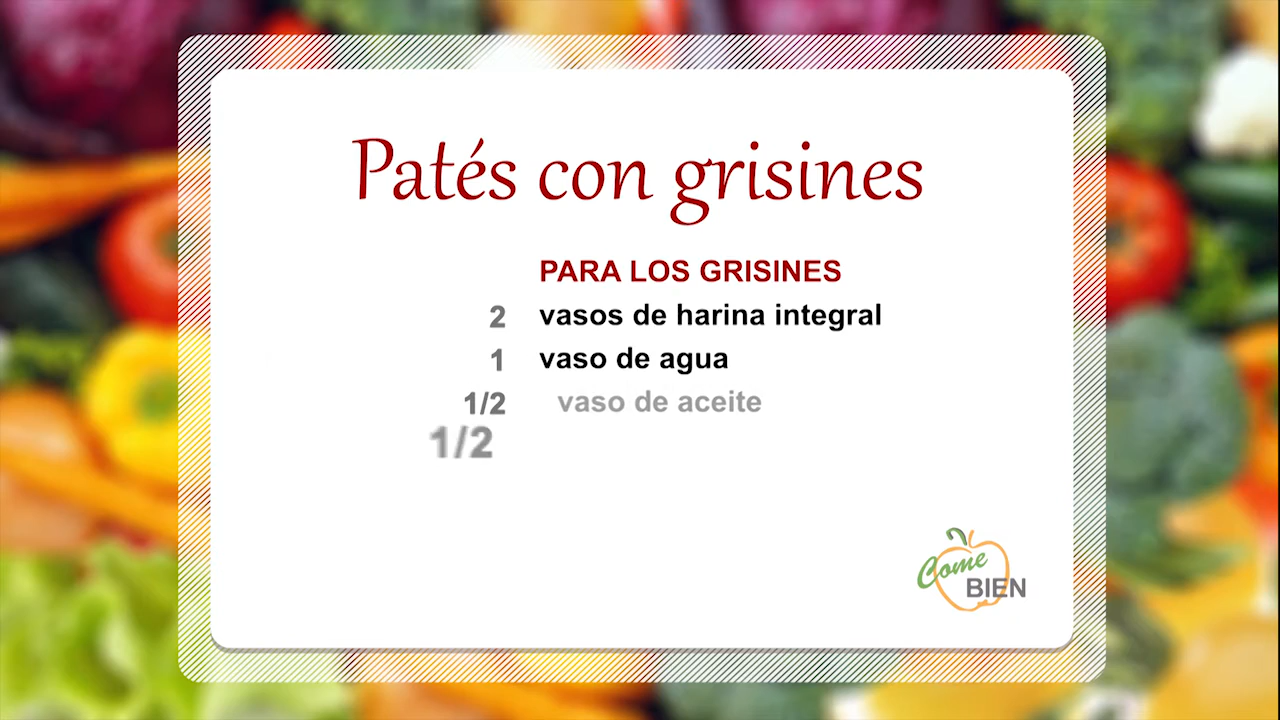 Patés con grisines
PARA LOS GRISINES
2 vasos de harina integral
1 vaso de agua
1/2 vaso de aceite
1/2
Come
BIEN